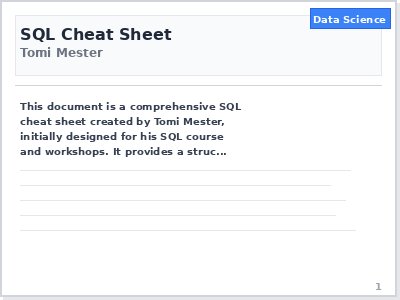 Data Science
SQL Cheat Sheet
Tomi Mester
This document is a comprehensive SQL
cheat sheet created by Tomi Mester,
initially designed for his SQL course
and workshops. It provides a struc...
1